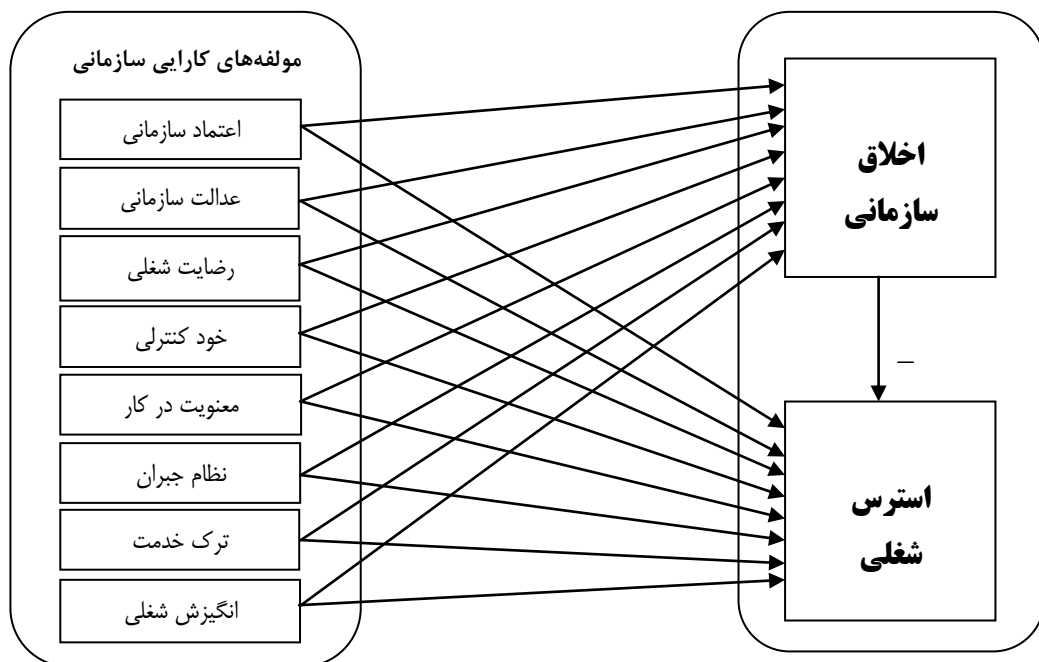 مولفه‌های کارایی سازمانی
اعتماد سازمانی
عدالت سازمانی
رضایت شغلی
خود کنترلی
معنویت در کار
نظام جبران
ترک خدمت
انگیزش شغلی
اخلاق
سازمانی
–
استرس
شغلی